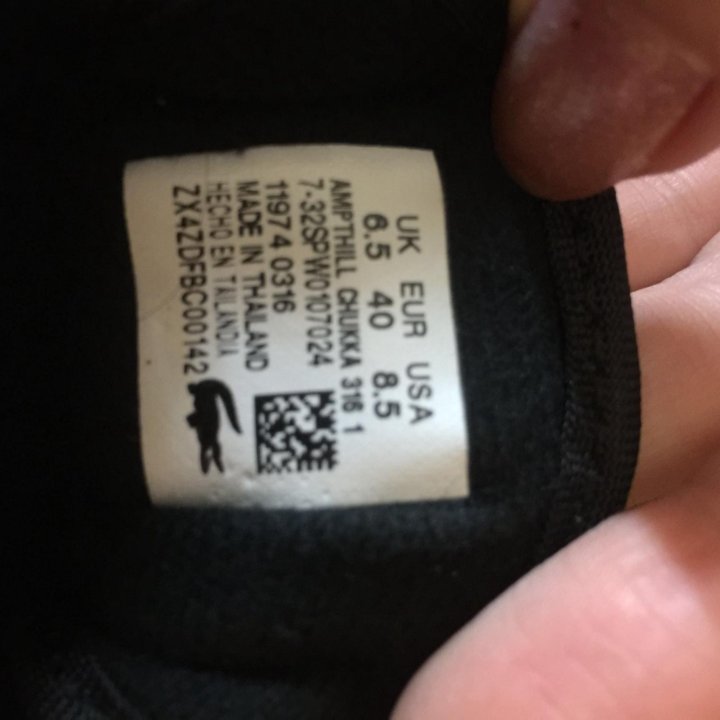 UK EUR USA
6.5 40 8.5
AMPTHILL CHUKKA 316 1
7-32SPW0107024
11974 0316
MADE IN THAILAND
HECHO EN TAILANDIA
ZX4ZDFBC00142